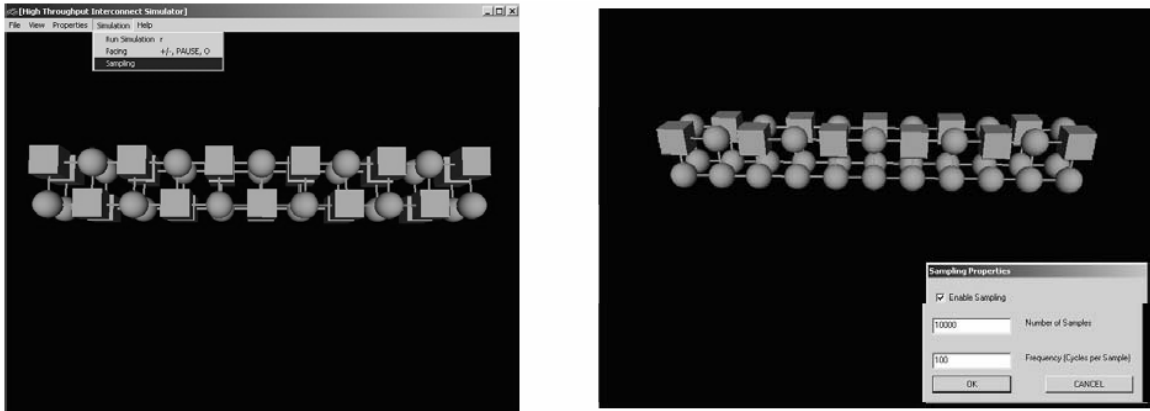 [High Throughput Interconnect Simulator]
File View Properties Simulation Help
Run Simulation r
Pacing +/-, PAUSE, O
Sampling
Sampling Properties
Enable Sampling
10000 Number of Samples
100 Frequency (Cycles per Sample)
OK CANCEL